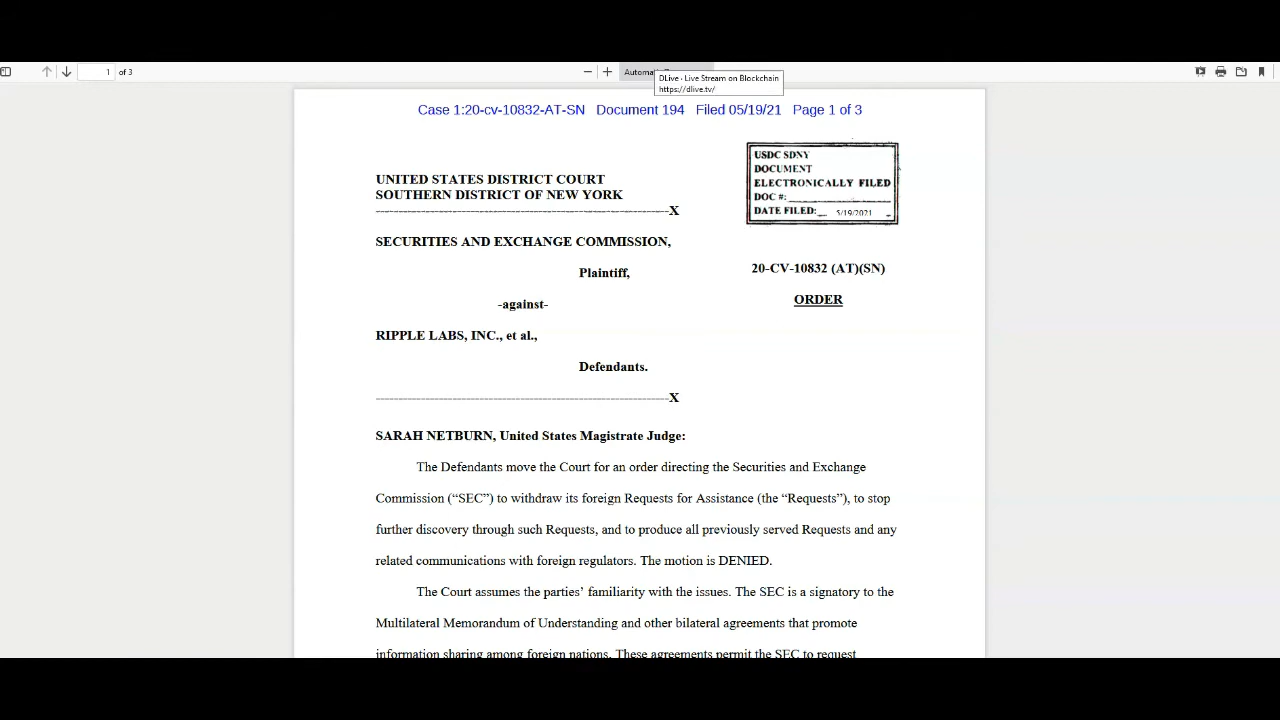 1 of 3
Automat
DLive · Live Stream on Blockchain
https://dlive.tv/
Case 1:20-cv-10832-AT-SN Document 194 Filed 05/19/21 Page 1 of 3
USDC SDNY
DOCUMENT
ELECTRONICALLY FILED
DOC #:
DATE FILED: 5/19/2021
UNITED STATES DISTRICT COURT
SOUTHERN DISTRICT OF NEW YORK
X
SECURITIES AND EXCHANGE COMMISSION,
Plaintiff,
20-CV-10832 (AT)(SN)
-against-
ORDER
RIPPLE LABS, INC., et al.,
Defendants.
X
SARAH NETBURN, United States Magistrate Judge:
The Defendants move the Court for an order directing the Securities and Exchange
Commission (“SEC”) to withdraw its foreign Requests for Assistance (the “Requests”), to stop
further discovery through such Requests, and to produce all previously served Requests and any
related communications with foreign regulators. The motion is DENIED.
The Court assumes the parties’ familiarity with the issues. The SEC is a signatory to the
Multilateral Memorandum of Understanding and other bilateral agreements that promote
information sharing among foreign nations. These agreements permit the SEC to request